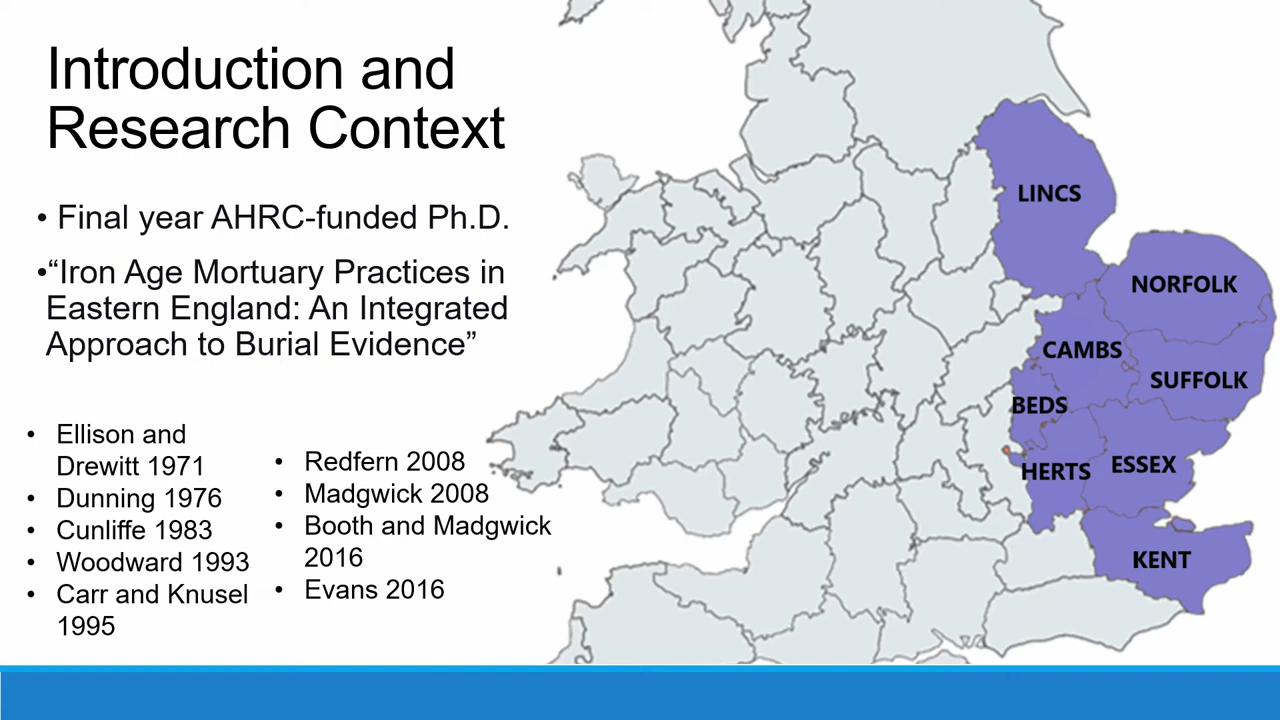 Introduction and
Research Context
• Final year AHRC-funded Ph.D.
•“Iron Age Mortuary Practices in
Eastern England: An Integrated
Approach to Burial Evidence”
• Ellison and
Drewitt 1971
• Dunning 1976
• Cunliffe 1983
• Woodward 1993
• Carr and Knusel
1995
• Redfern 2008
• Madgwick 2008
• Booth and Madgwick
2016
• Evans 2016
LINCS
NORFOLK
CAMBS
SUFFOLK
BEDS
HERTS
ESSEX
KENT